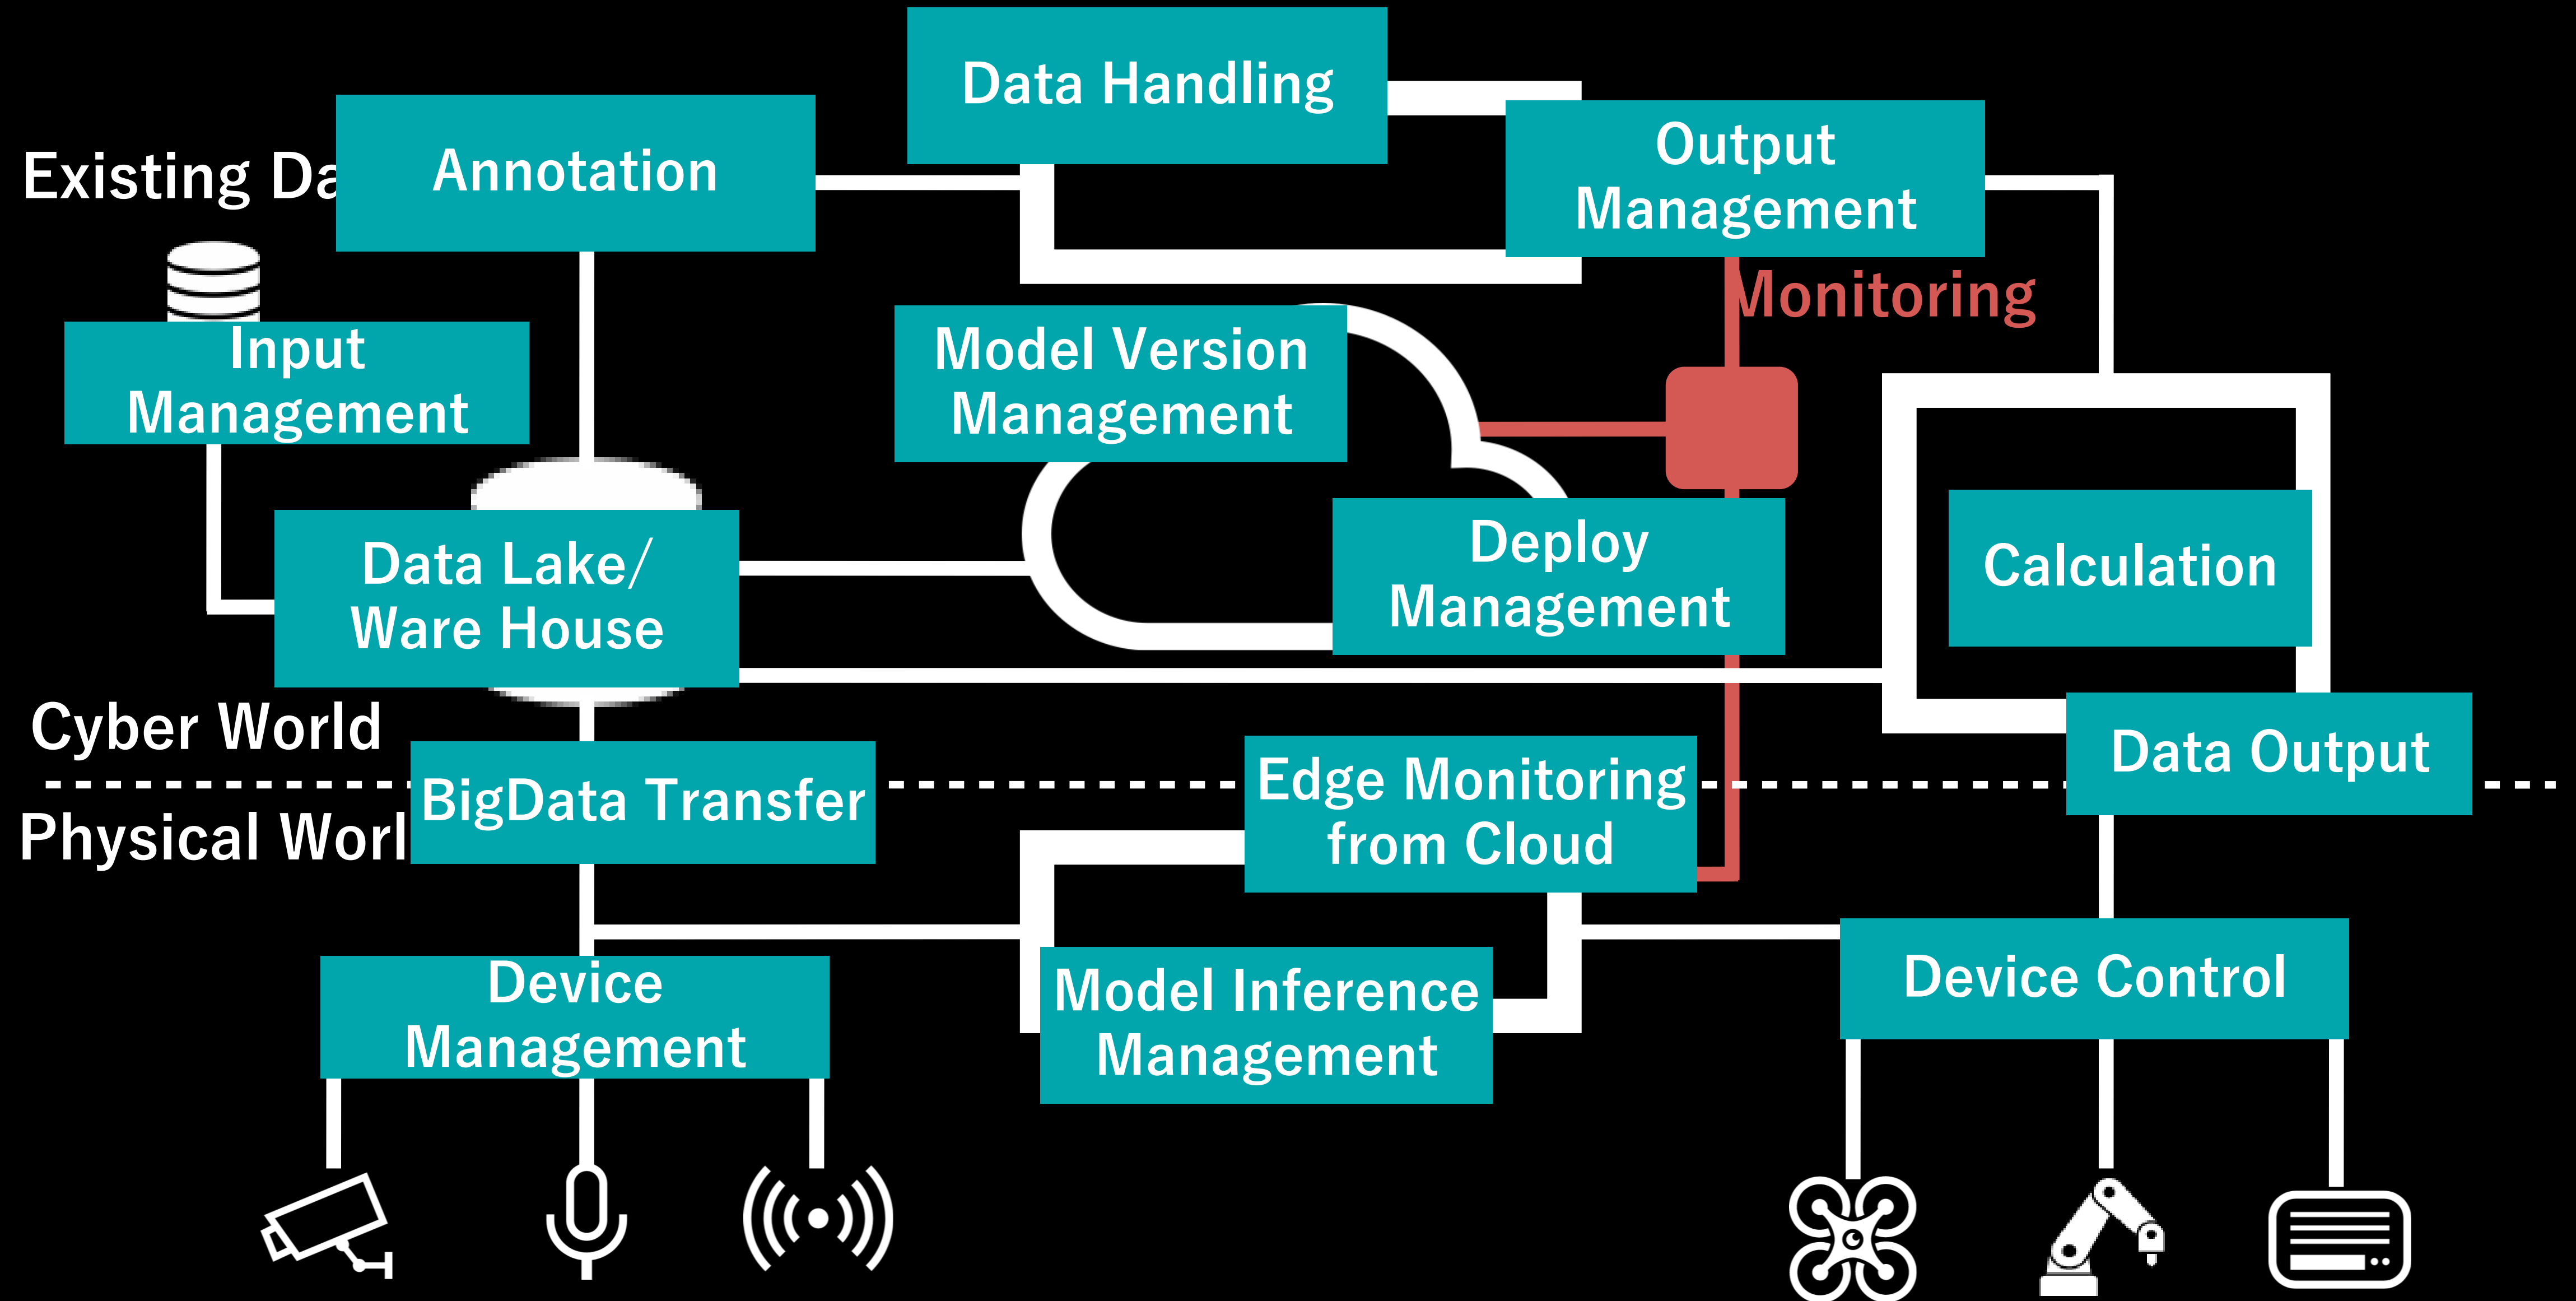 Data Handling
Annotation
Output
Management
Existing Da
Monitoring
Input
Management
Model Version
Management
Data Lake/
Ware House
Deploy
Management
Calculation
Cyber World
Data Output
BigData Transfer
Edge Monitoring
from Cloud
Physical Worl
Device
Management
Model Inference
Management
Device Control